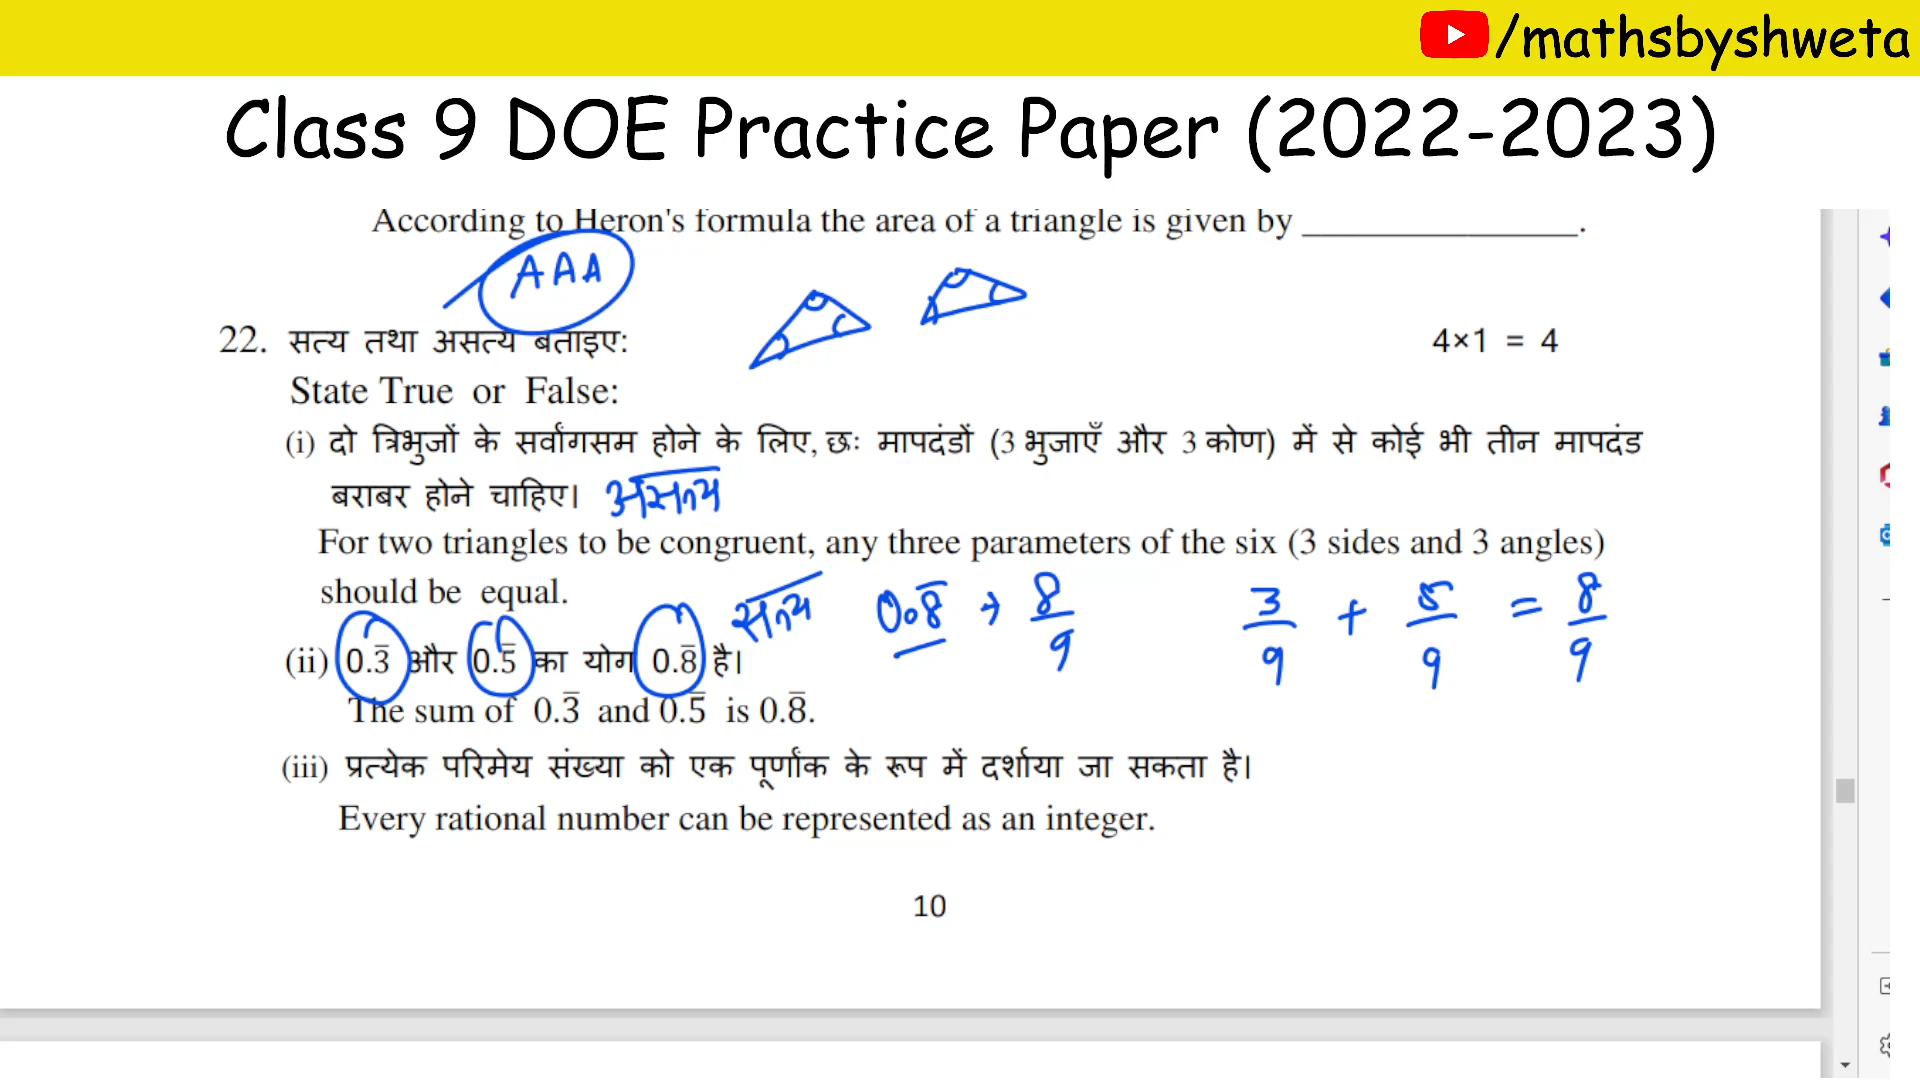 /mathsbyshweta
Class 9 DOE Practice Paper (2022-2023)
According to Heron's formula the area of a triangle is given by _______________.
AAA
22. सत्य तथा असत्य बताइए: 4×1 = 4
State True or False:
(i) दो त्रिभुजों के सर्वांगसम होने के लिए, छः मापदंडों (3 भुजाएँ और 3 कोण) में से कोई भी तीन मापदंड
बराबर होने चाहिए। असत्य
For two triangles to be congruent, any three parameters of the six (3 sides and 3 angles)
should be equal.
सत्य 0.8̅ → 8/9 3/9 + 5/9 = 8/9
(ii) 0.3̅ और 0.5̅ का योग 0.8̅ है।
The sum of 0.3̅ and 0.5̅ is 0.8̅.
(iii) प्रत्येक परिमेय संख्या को एक पूर्णांक के रूप में दर्शाया जा सकता है।
Every rational number can be represented as an integer.
10